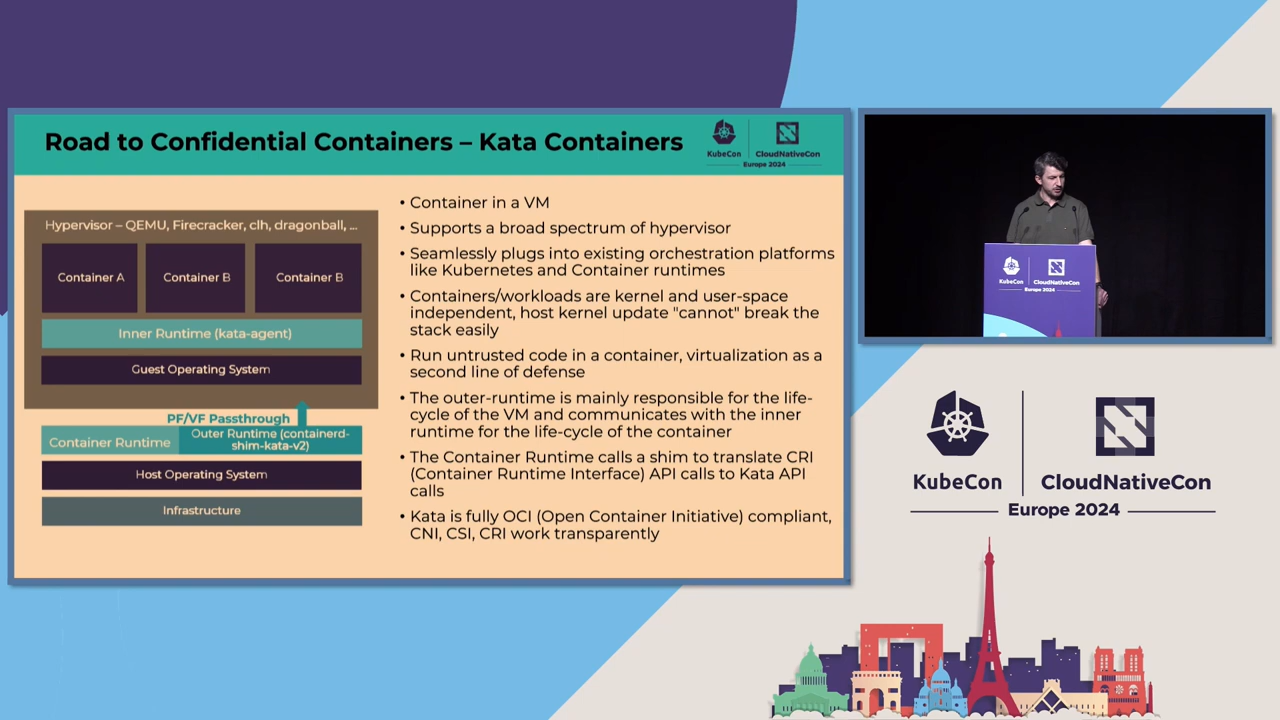 Road to Confidential Containers – Kata Containers
KubeCon
CloudNativeCon
Europe 2024
Hypervisor – QEMU, Firecracker, clh, dragonball, ...
Container A
Container B
Container B
Inner Runtime (kata-agent)
Guest Operating System
PF/VF Passthrough
Container Runtime
Outer Runtime (containerd-
shim-kata-v2)
Host Operating System
Infrastructure
• Container in a VM
• Supports a broad spectrum of hypervisor
• Seamlessly plugs into existing orchestration platforms
like Kubernetes and Container runtimes
• Containers/workloads are kernel and user-space
independent, host kernel update "cannot" break the
stack easily
• Run untrusted code in a container, virtualization as a
second line of defense
• The outer-runtime is mainly responsible for the life-
cycle of the VM and communicates with the inner
runtime for the life-cycle of the container
• The Container Runtime calls a shim to translate CRI
(Container Runtime Interface) API calls to Kata API
calls
• Kata is fully OCI (Open Container Initiative) compliant,
CNI, CSI, CRI work transparently
KubeCon
CloudNativeCon
Europe 2024
KubeCon
CloudNativeCon
Europe 2024